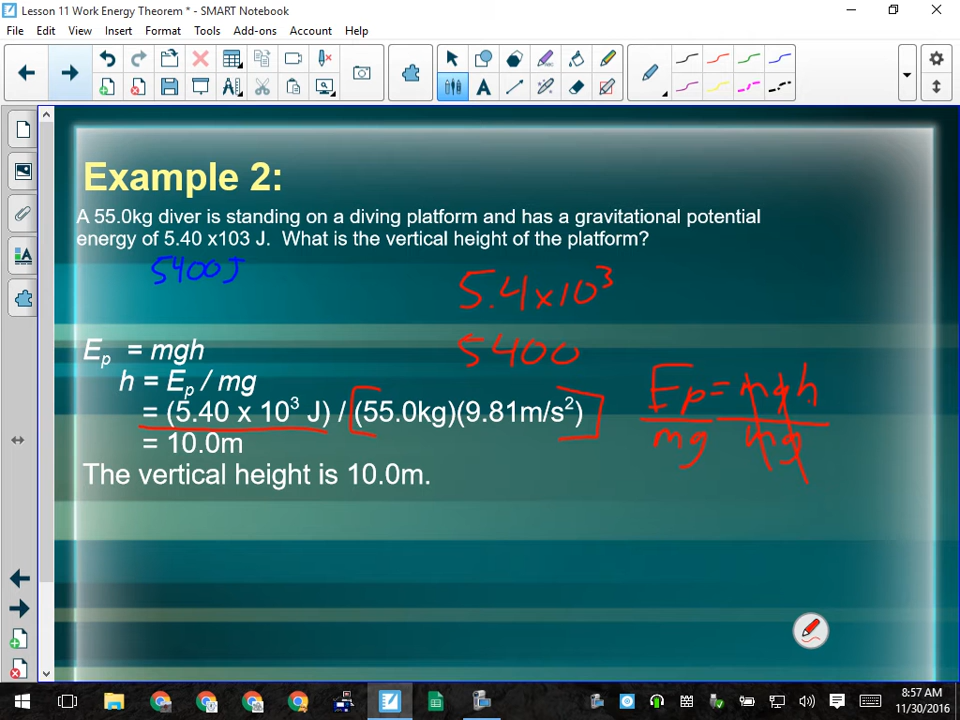 Lesson 11 Work Energy Theorem * - SMART Notebook
File Edit View Insert Format Tools Add-ons Account Help
Example 2:
A 55.0kg diver is standing on a diving platform and has a gravitational potential
energy of 5.40 x103 J.  What is the vertical height of the platform?
5400J
5.4x10³
5400
Eₚ = mgh
h = Eₚ / mg
= (5.40 x 10³ J) / (55.0kg)(9.81m/s²)
= 10.0m
The vertical height is 10.0m.
Ep = mgh
mg mg
8:57 AM
11/30/2016